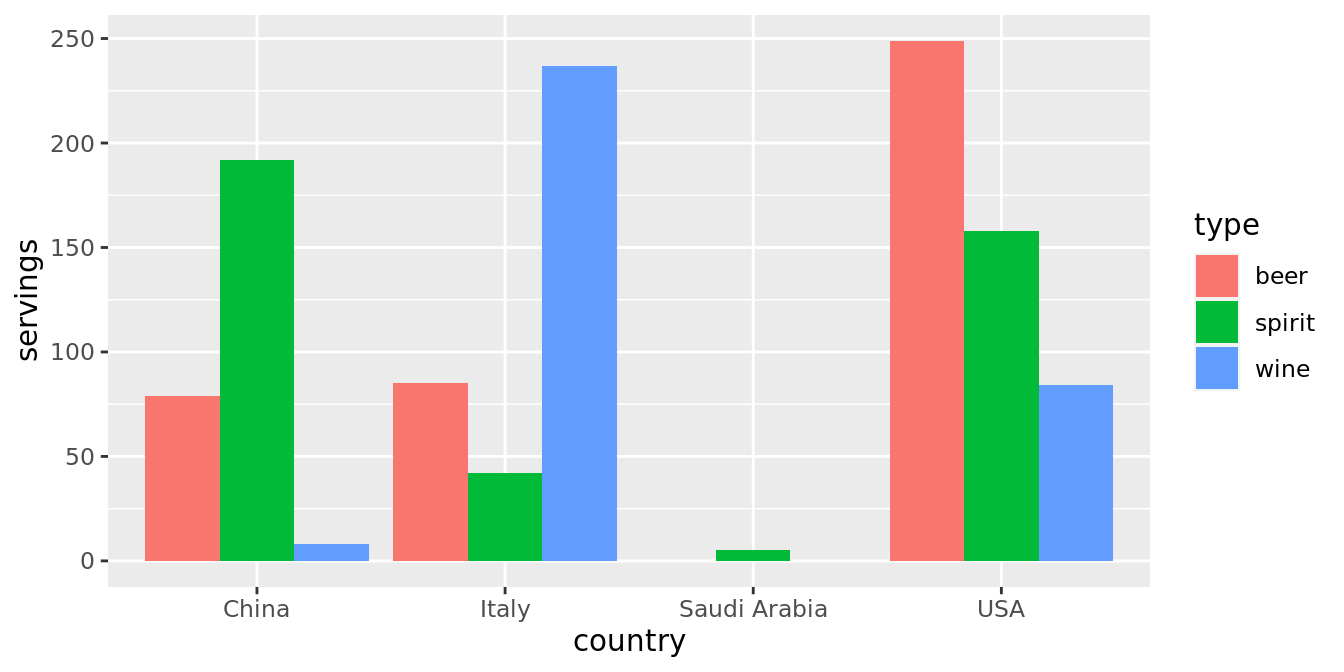 servings
250
200
150
100
50
0
China Italy Saudi Arabia USA
country
type
beer
spirit
wine